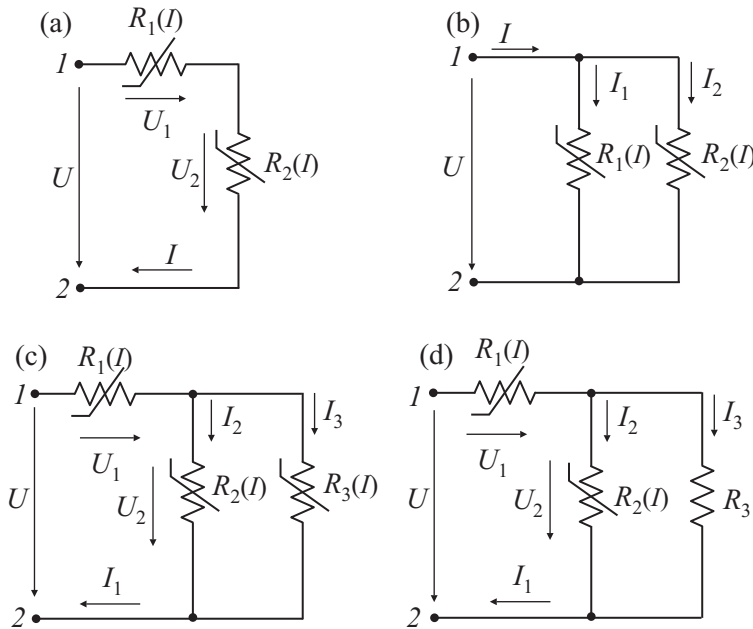 (a)
R₁(I)
1
U₁
U
U₂
R₂(I)
I
2
(b)
I
1
I₁
I₂
U
R₁(I)
R₂(I)
2
(c)
R₁(I)
1
I₂
I₃
U₁
U
U₂
R₂(I)
R₃(I)
I₁
2
(d)
R₁(I)
1
I₂
I₃
U₁
U
U₂
R₂(I)
R₃
I₁
2